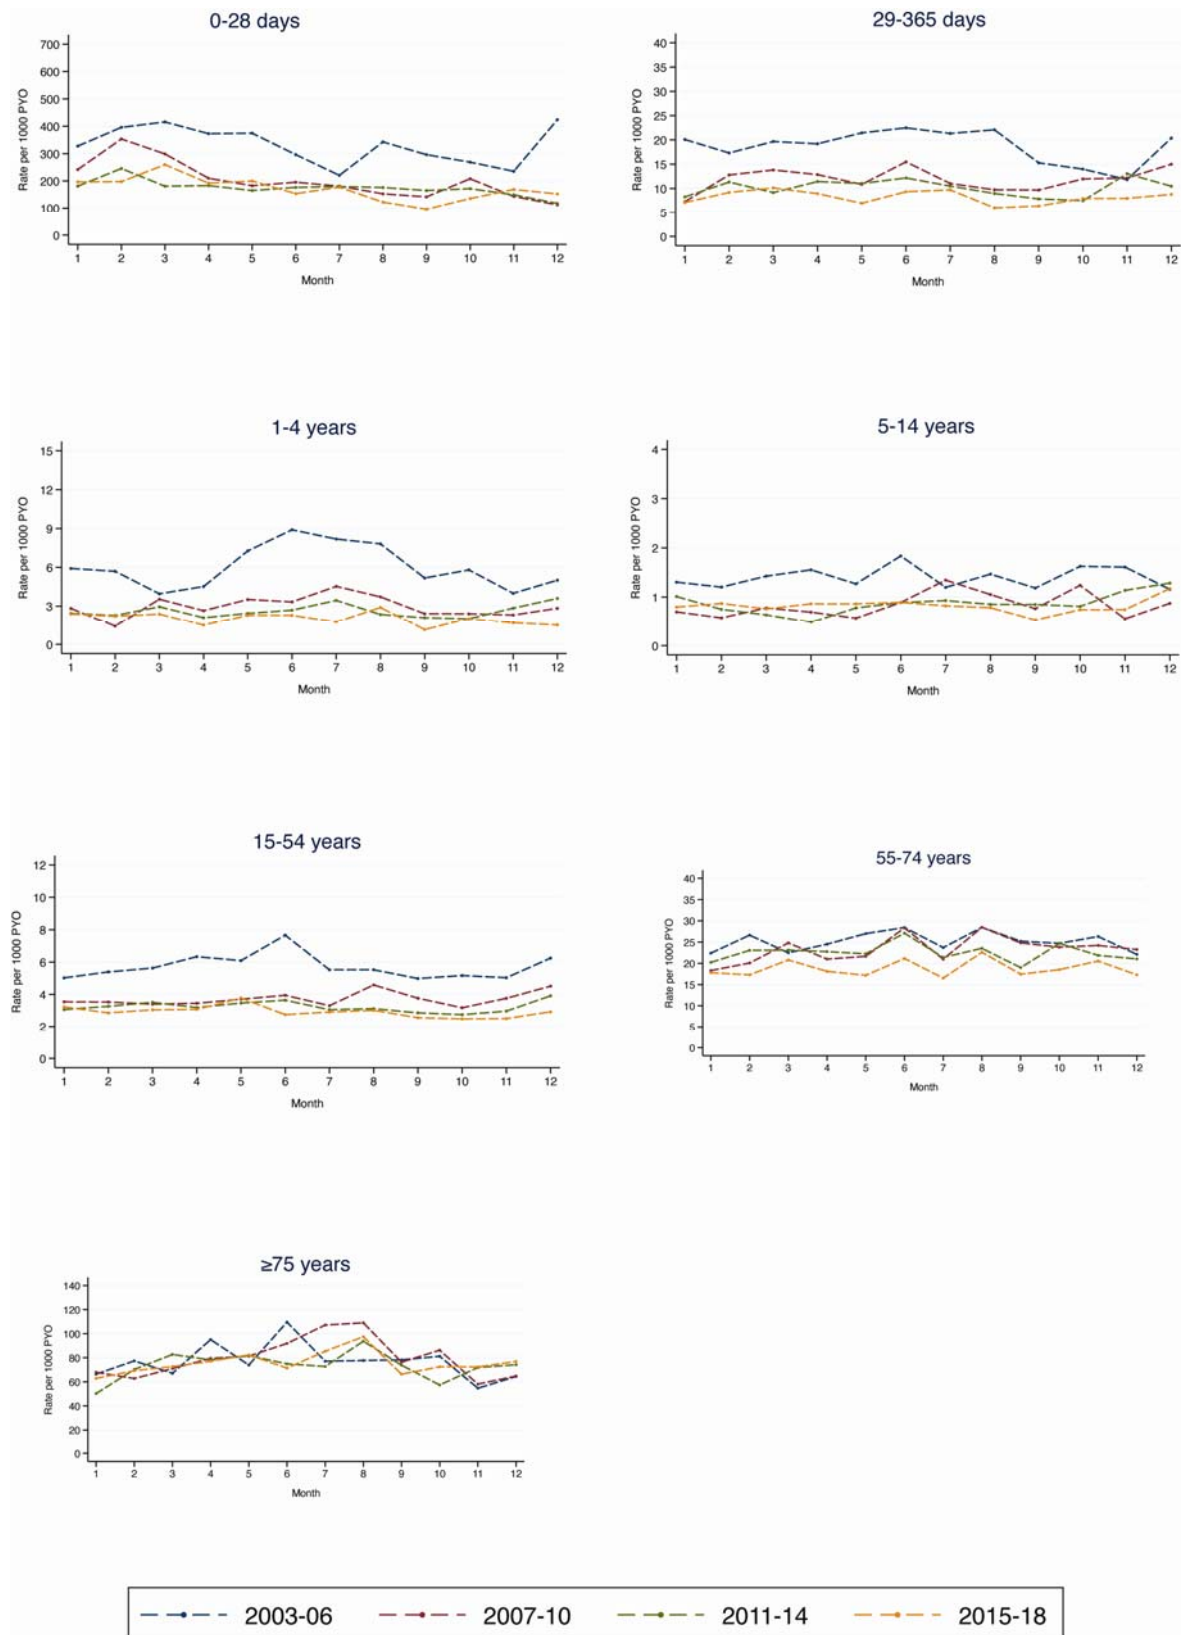 0-28 days
700
600
500
400
300
200
100
0
Rate per 1000 PYO
1 2 3 4 5 6 7 8 9 10 11 12
Month
29-365 days
40
35
30
25
20
15
10
5
0
Rate per 1000 PYO
1 2 3 4 5 6 7 8 9 10 11 12
Month
1-4 years
15
12
9
6
3
0
Rate per 1000 PYO
1 2 3 4 5 6 7 8 9 10 11 12
Month
5-14 years
4
3
2
1
0
Rate per 1000 PYO
1 2 3 4 5 6 7 8 9 10 11 12
Month
15-54 years
12
10
8
6
4
2
0
Rate per 1000 PYO
1 2 3 4 5 6 7 8 9 10 11 12
Month
55-74 years
40
35
30
25
20
15
10
5
0
Rate per 1000 PYO
1 2 3 4 5 6 7 8 9 10 11 12
Month
≥75 years
140
120
100
80
60
40
20
0
Rate per 1000 PYO
1 2 3 4 5 6 7 8 9 10 11 12
Month
2003-06 2007-10 2011-14 2015-18